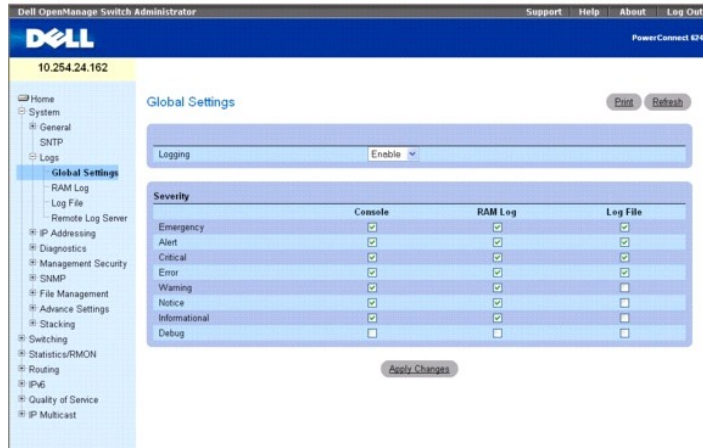 Dell OpenManage Switch Administrator
Support Help About Log Out
DELL
PowerConnect 624
10.254.24.162
Home
System
General
SNTP
Logs
Global Settings
RAM Log
Log File
Remote Log Server
IP Addressing
Diagnostics
Management Security
SNMP
File Management
Advance Settings
Stacking
Switching
Statistics/RMON
Routing
IPv6
Quality of Service
IP Multicast
Global Settings
Print Refresh
Logging Enable
Severity
Console RAM Log Log File
Emergency
Alert
Critical
Error
Warning
Notice
Informational
Debug
Apply Changes